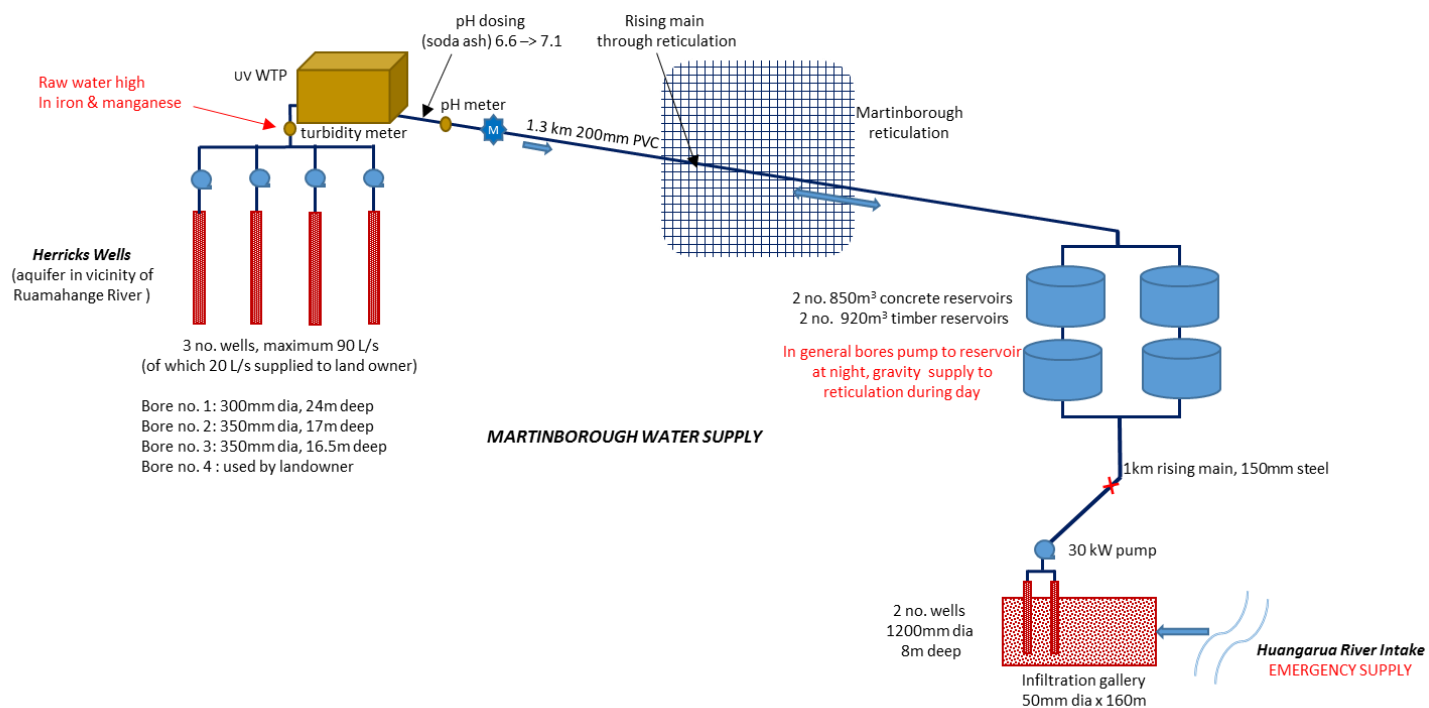 pH dosing
(soda ash) 6.6 –> 7.1
Rising main
through reticulation
Raw water high
In iron & manganese
UV WTP
turbidity meter
pH meter
M
1.3 km 200mm PVC
Martinborough
reticulation
Herricks Wells
(aquifer in vicinity of
Ruamahange River )
3 no. wells, maximum 90 L/s
(of which 20 L/s supplied to land owner)
Bore no. 1: 300mm dia, 24m deep
Bore no. 2: 350mm dia, 17m deep
Bore no. 3: 350mm dia, 16.5m deep
Bore no. 4 : used by landowner
2 no. 850m³ concrete reservoirs
2 no. 920m³ timber reservoirs
In general bores pump to reservoir
at night, gravity supply to
reticulation during day
MARTINBOROUGH WATER SUPPLY
1km rising main, 150mm steel
30 kW pump
2 no. wells
1200mm dia
8m deep
Infiltration gallery
50mm dia x 160m
Huangarua River Intake
EMERGENCY SUPPLY